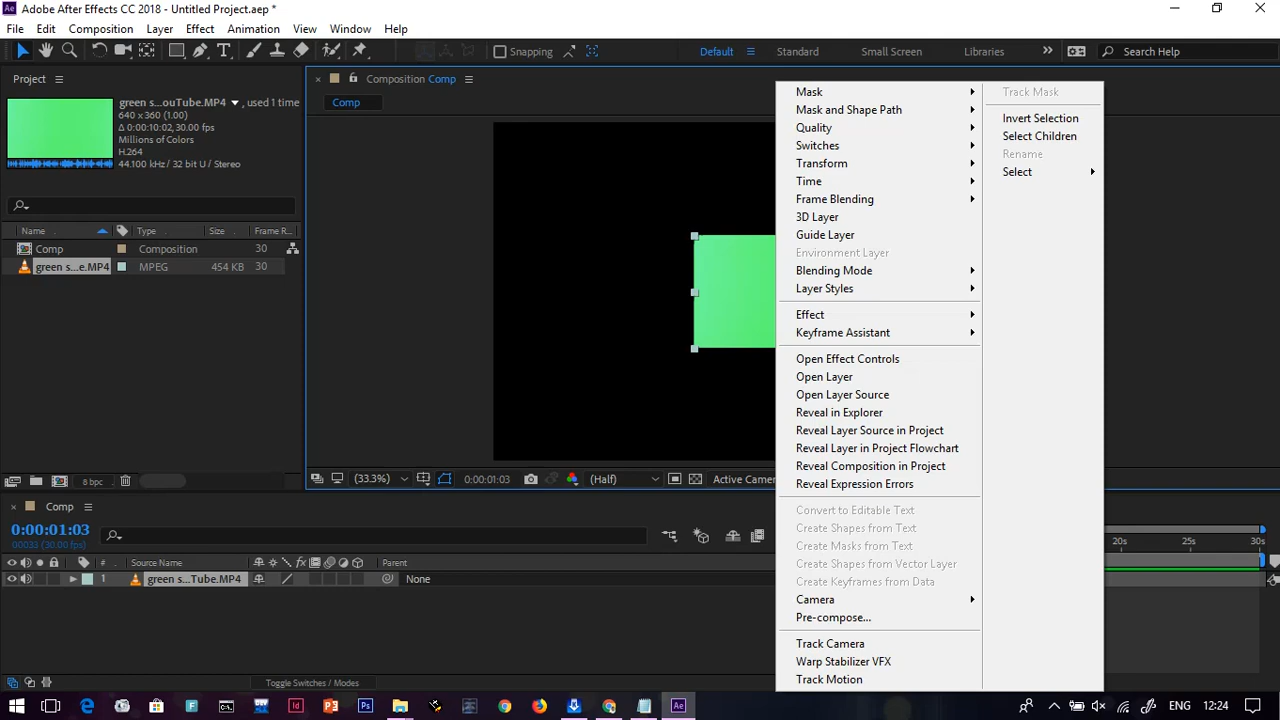 Adobe After Effects CC 2018 - Untitled Project.aep *
File Edit Composition Layer Effect Animation View Window Help
Snapping
Default Standard Small Screen Libraries Search Help
Project
green s...ouTube.MP4 , used 1 time
640 x 360 (1.00)
Δ 0:00:10:02, 30.00 fps
Millions of Colors
H.264
44.100 kHz / 32 bit U / Stereo
Name Type Size Frame R...
Comp Composition 30
green s...e.MP4 MPEG 454 KB 30
8 bpc
Composition Comp
Comp
(33.3%) 0:00:01:03 (Half) Active Camera
Mask
Mask and Shape Path
Quality
Switches
Transform
Time
Frame Blending
3D Layer
Guide Layer
Environment Layer
Blending Mode
Layer Styles
Effect
Keyframe Assistant
Open Effect Controls
Open Layer
Open Layer Source
Reveal in Explorer
Reveal Layer Source in Project
Reveal Layer in Project Flowchart
Reveal Composition in Project
Reveal Expression Errors
Convert to Editable Text
Create Shapes from Text
Create Masks from Text
Create Shapes from Vector Layer
Create Keyframes from Data
Camera
Pre-compose...
Track Camera
Warp Stabilizer VFX
Track Motion
Track Mask
Invert Selection
Select Children
Rename
Select
Comp
0:00:01:03
00033 (30.00 fps)
20s 25s 30s
# Source Name Parent
1 green s...Tube.MP4 None
Toggle Switches / Modes
ENG 12:24